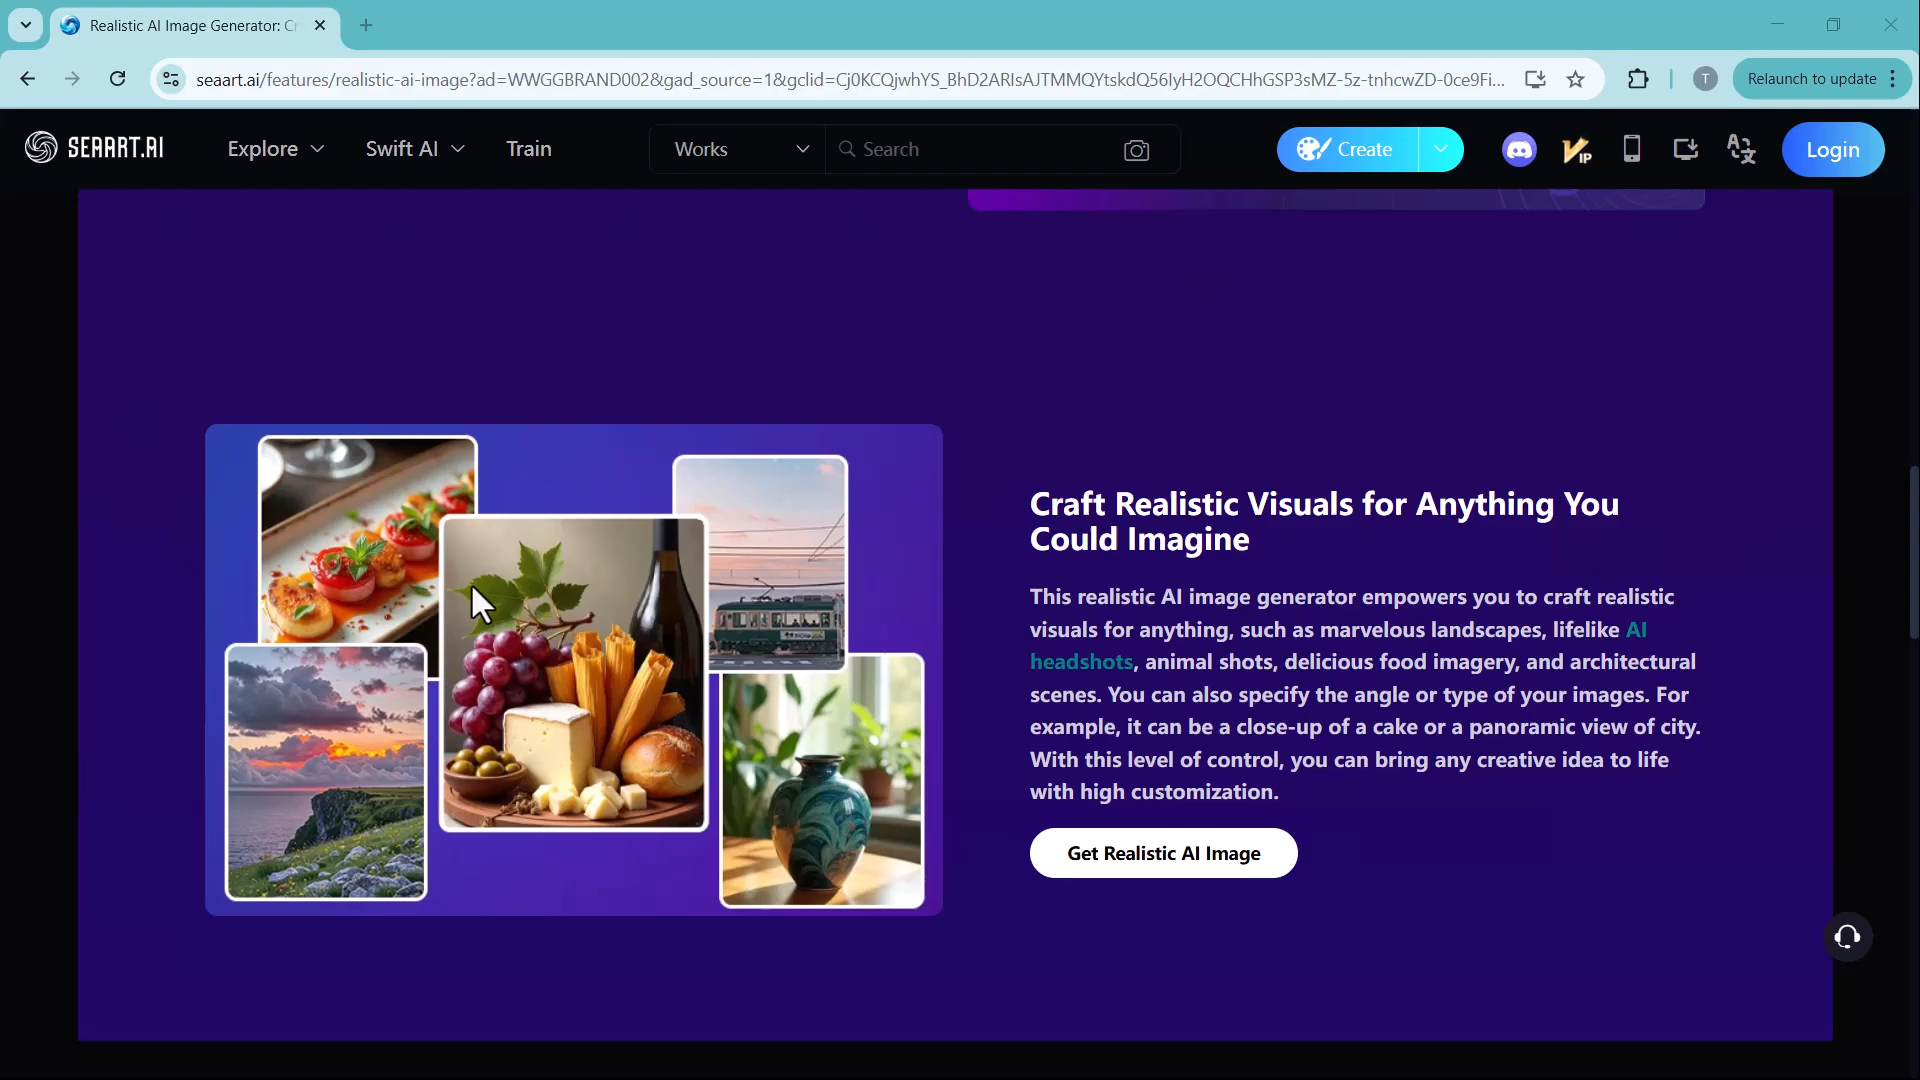 Realistic AI Image Generator: Cr
seaart.ai/features/realistic-ai-image?ad=WWGGBRAND002&gad_source=1&gclid=Cj0KCQjwhYS_BhD2ARIsAJTMMQYtskdQ56IyH2OQCHhGSP3sMZ-5z-tnhcwZD-0ce9Fi...
T
Relaunch to update
SEAART.AI
Explore
Swift AI
Train
Works
Search
Create
VIP
Login
Craft Realistic Visuals for Anything You
Could Imagine
This realistic AI image generator empowers you to craft realistic
visuals for anything, such as marvelous landscapes, lifelike AI
headshots, animal shots, delicious food imagery, and architectural
scenes. You can also specify the angle or type of your images. For
example, it can be a close-up of a cake or a panoramic view of city.
With this level of control, you can bring any creative idea to life
with high customization.
Get Realistic AI Image